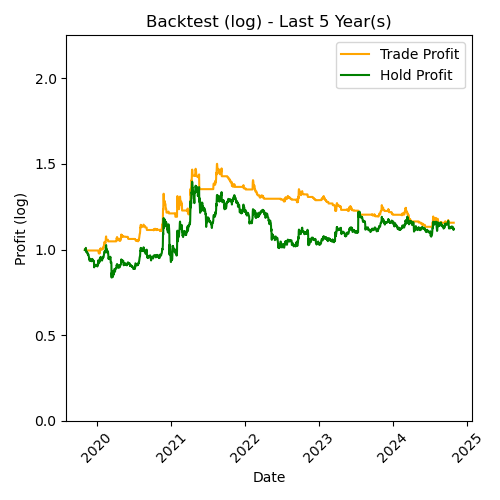 Backtest (log) - Last 5 Year(s)
Trade Profit
Hold Profit
2.0
1.5
1.0
0.5
0.0
Profit (log)
2020
2021
2022
2023
2024
2025
Date